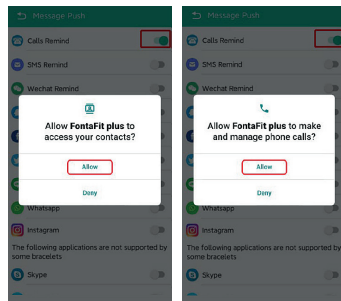 Message Push
Calls Remind
SMS Remind
Wechat Remind
Allow FontaFit plus to
access your contacts?
Allow
Deny
Whatsapp
Instagram
The following applications are not supported by
some bracelets
Skype
Message Push
Calls Remind
SMS Remind
Wechat Remind
Allow FontaFit plus to make
and manage phone calls?
Allow
Deny
Whatsapp
Instagram
The following applications are not supported by
some bracelets
Skype